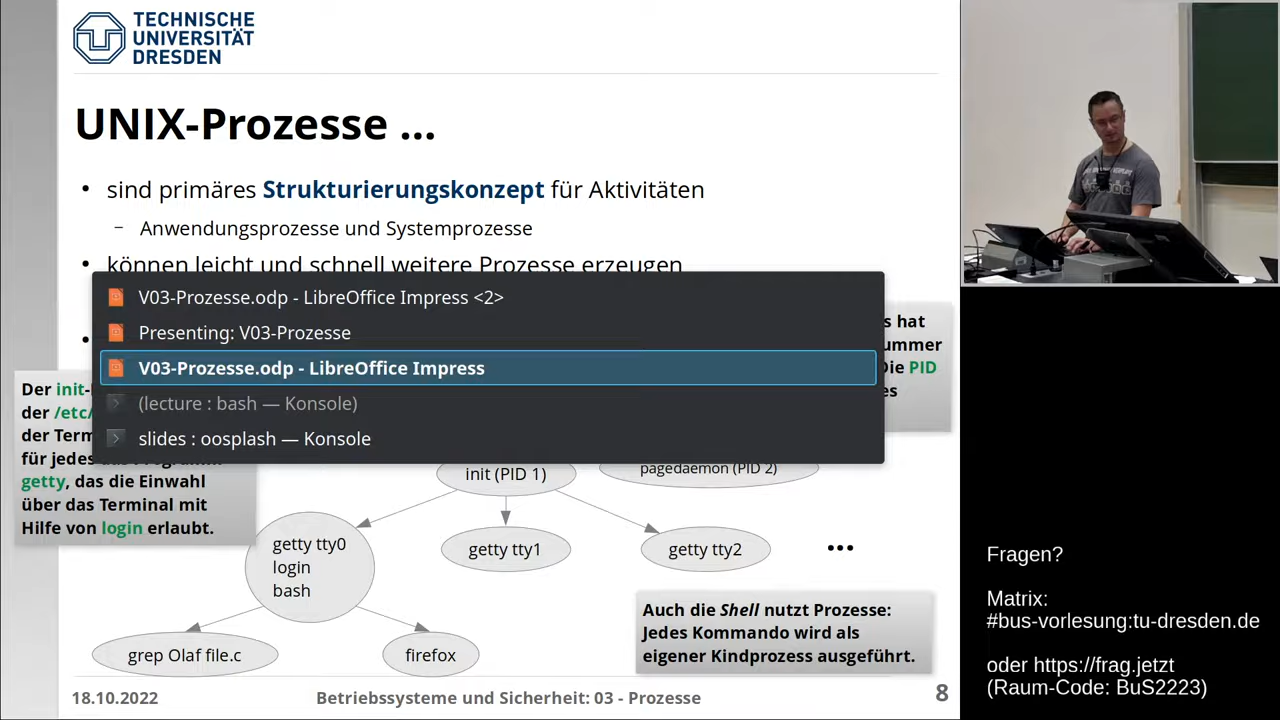 TECHNISCHE
UNIVERSITÄT
DRESDEN
UNIX-Prozesse ...
• sind primäres Strukturierungskonzept für Aktivitäten
– Anwendungsprozesse und Systemprozesse
• können leicht und schnell weitere Prozesse erzeugen
V03-Prozesse.odp - LibreOffice Impress <2>
Presenting: V03-Prozesse
V03-Prozesse.odp - LibreOffice Impress
(lecture : bash — Konsole)
slides : oosplash — Konsole
hat
Die PID
Der init-
der /etc/
der Term
für jedes das Programm
getty, das die Einwahl
über das Terminal mit
Hilfe von login erlaubt.
init (PID 1)
pagedaemon (PID 2)
getty tty0
login
bash
getty tty1
getty tty2
...
grep Olaf file.c
firefox
Auch die Shell nutzt Prozesse:
Jedes Kommando wird als
eigener Kindprozess ausgeführt.
18.10.2022
Betriebssysteme und Sicherheit: 03 - Prozesse
8
Fragen?
Matrix:
#bus-vorlesung:tu-dresden.de
oder https://frag.jetzt
(Raum-Code: BuS2223)